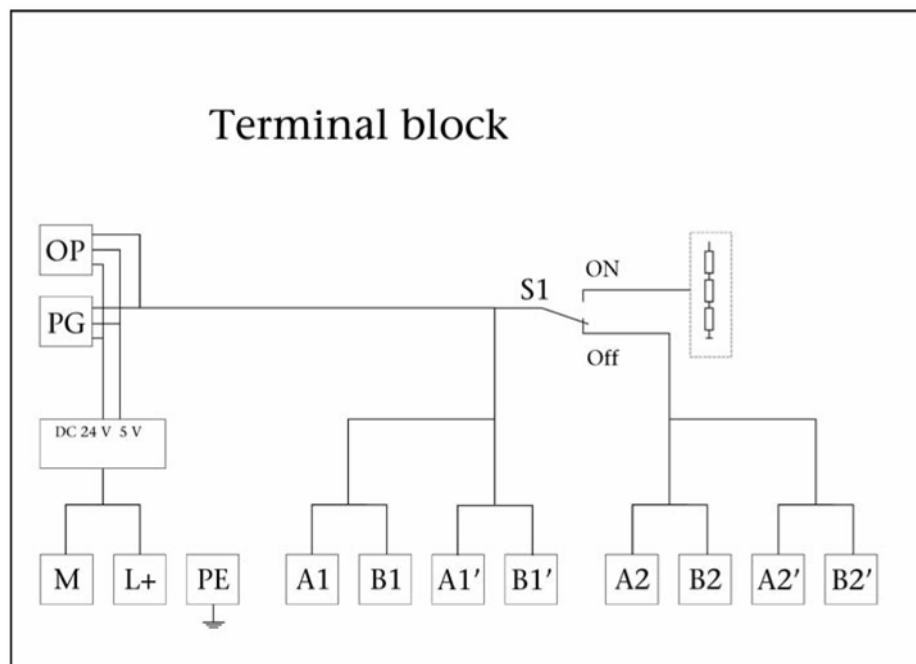 Terminal block
OP
ON
S1
PG
Off
DC 24 V 5 V
M L+ PE A1 B1 A1′ B1′ A2 B2 A2′ B2′